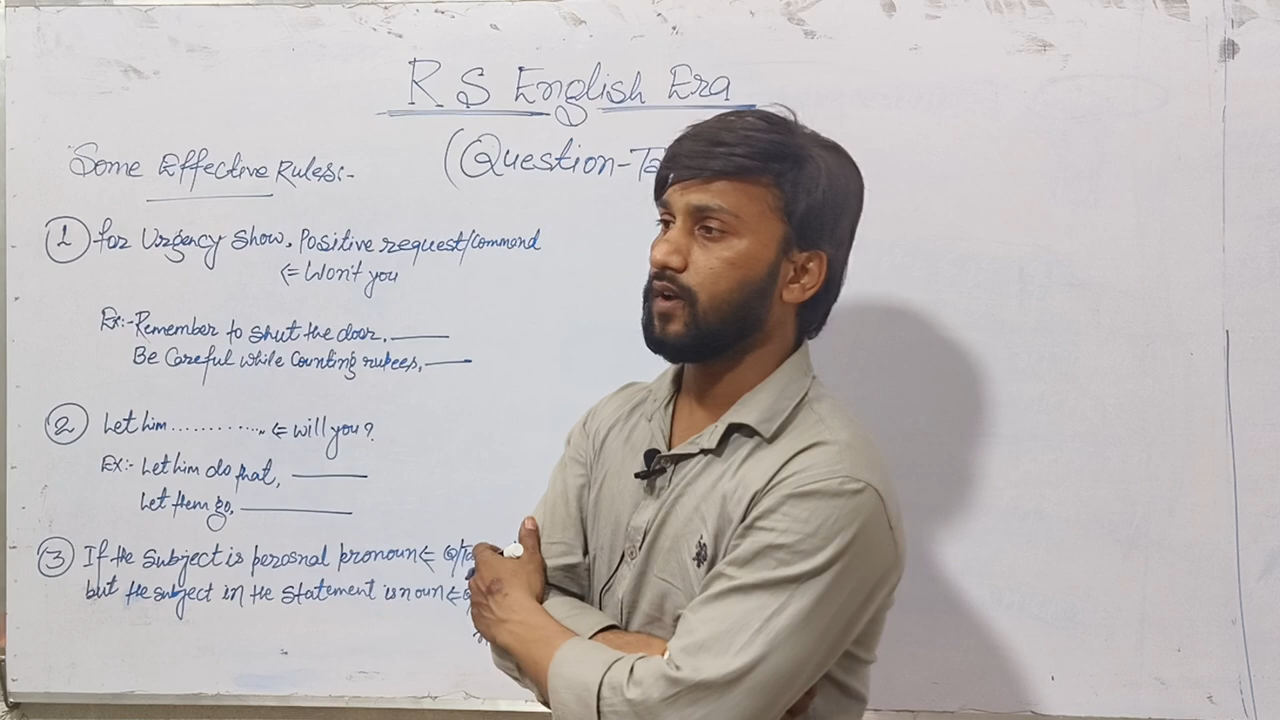 R S English Era
(Question-Ta
Some Effective Rules:-
1 for Urgency show, Positive request/Command
⇐ Won't you
Ex:- Remember to shut the door, ____
Be Careful while Counting rupees, ____
2 Let him ............ ⇐ will you?
Ex:- Let him do that, ____
Let them go, ____
3 If the subject is perosnal pronoun ⇐ Q/Ta
but the subject in the statement is noun ⇐